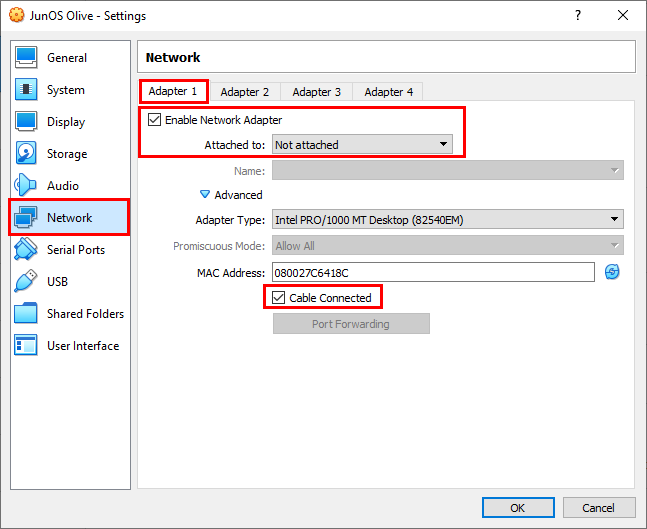 JunOS Olive - Settings
?
General
System
Display
Storage
Audio
Network
Serial Ports
USB
Shared Folders
User Interface
Network
Adapter 1 Adapter 2 Adapter 3 Adapter 4
Enable Network Adapter
Attached to: Not attached
Name:
Advanced
Adapter Type: Intel PRO/1000 MT Desktop (82540EM)
Promiscuous Mode: Allow All
MAC Address: 080027C6418C
Cable Connected
Port Forwarding
OK Cancel